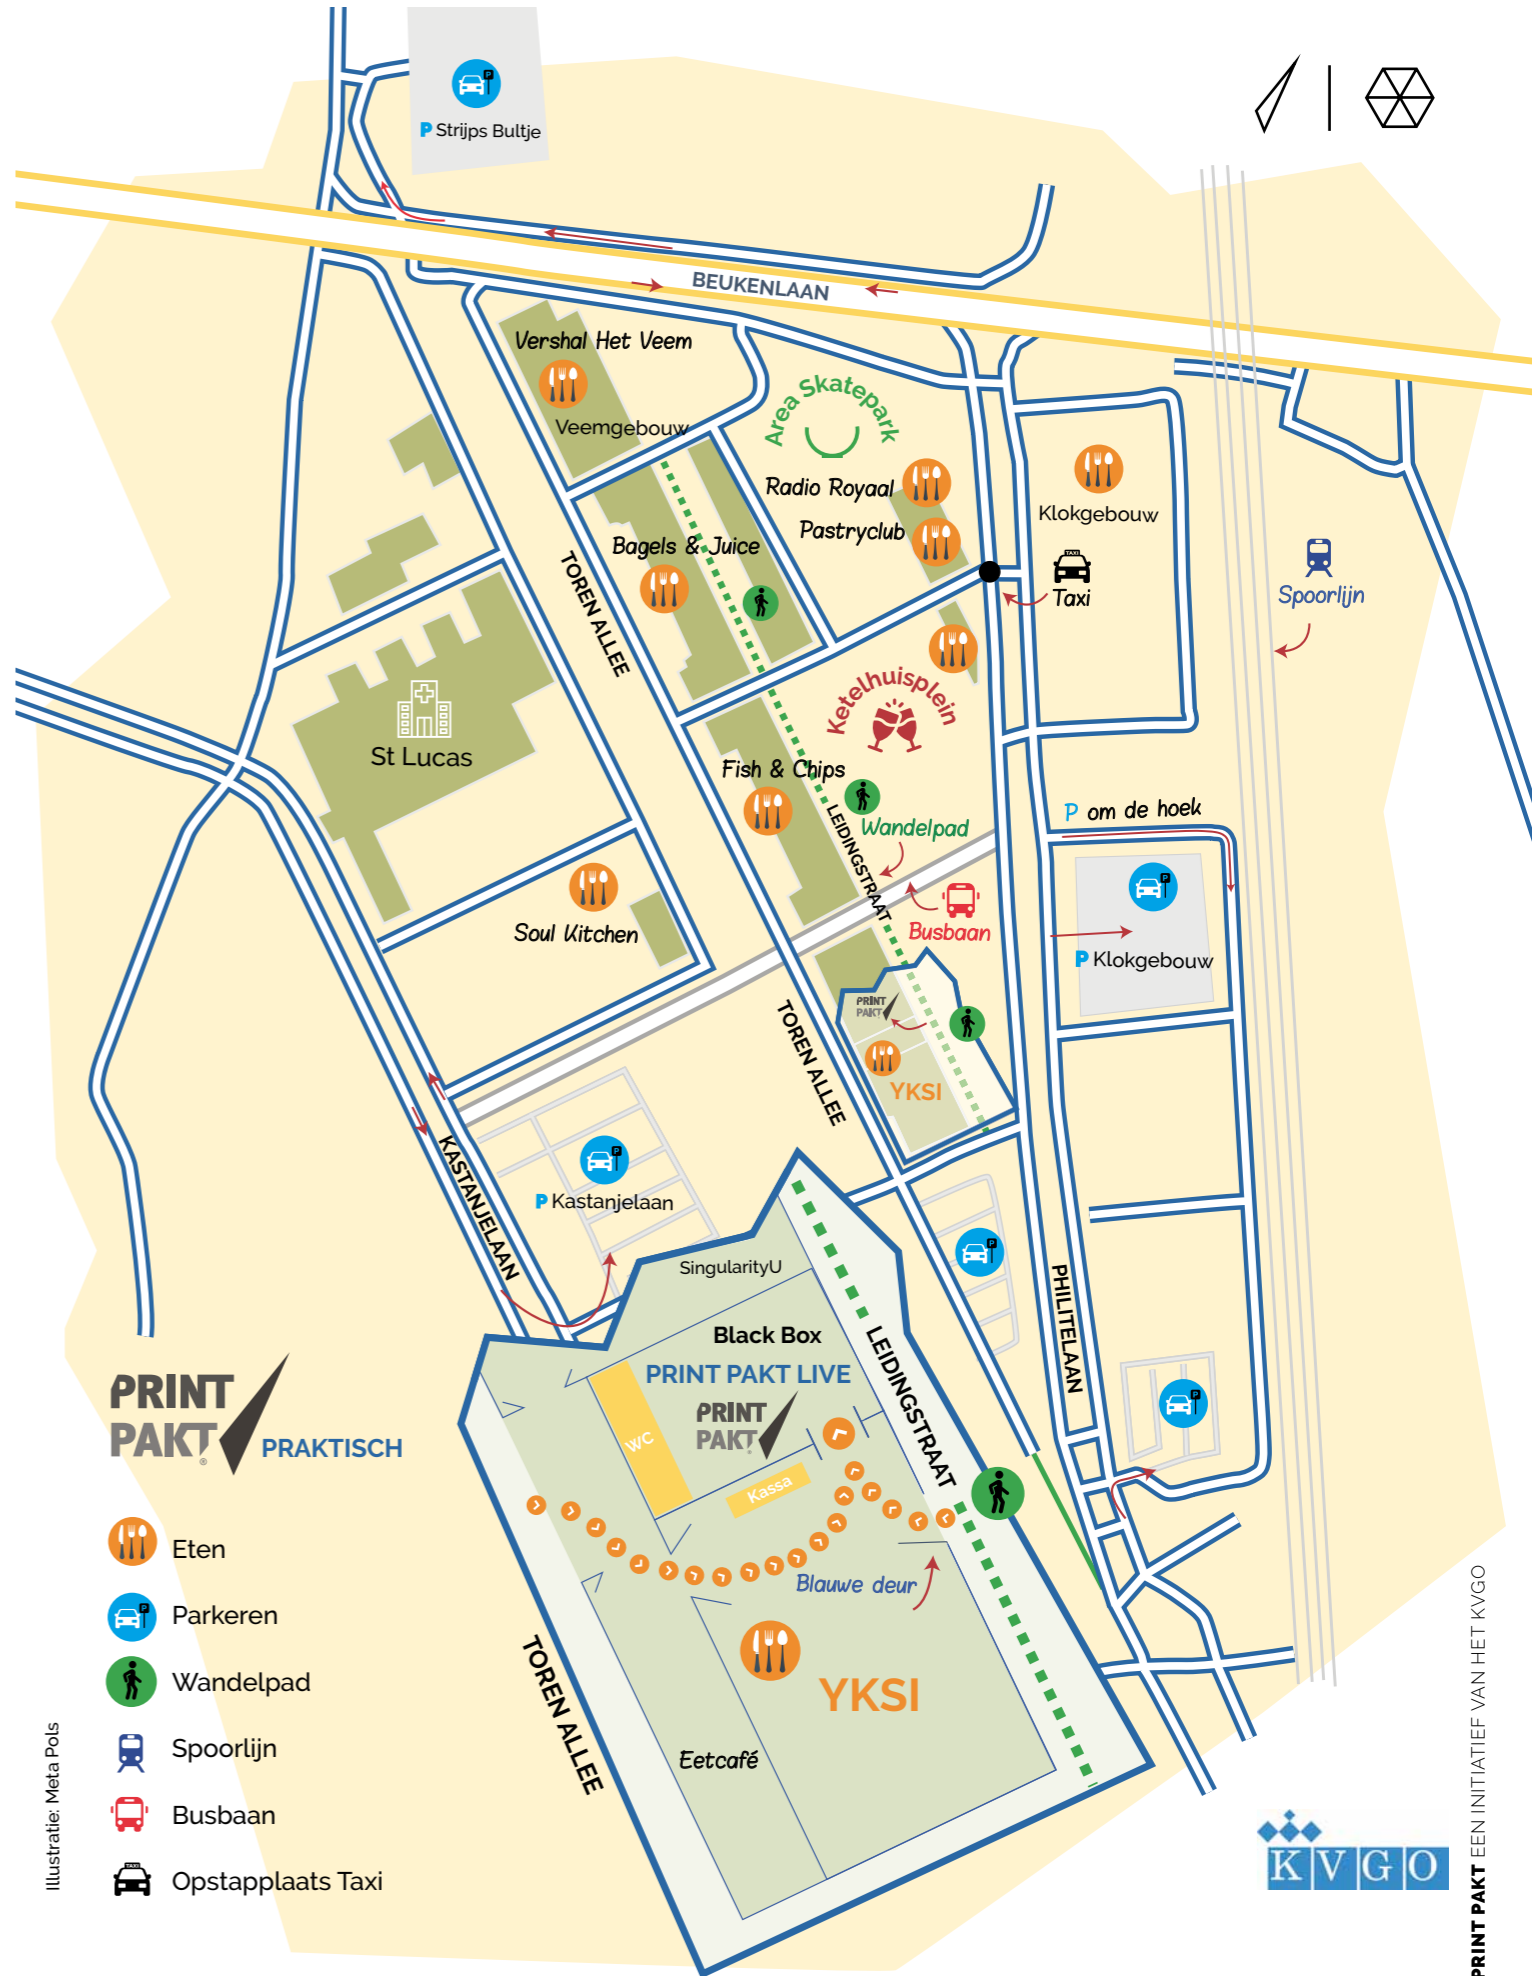 P Strijps Bultje
BEUKENLAAN
Vershal Het Veem
Veemgebouw
Area Skatepark
Radio Royaal
Pastryclub
Klokgebouw
Bagels & Juice
TOREN ALLEE
TAXI
Taxi
Spoorlijn
Ketelhuisplein
St Lucas
Fish & Chips
LEIDINGSTRAAT
Wandelpad
P om de hoek
Soul Kitchen
Busbaan
P Klokgebouw
PRINT
PAKT
YKSI
TOREN ALLEE
KASTANJELAAN
P Kastanjelaan
SingularityU
Black Box
PRINT PAKT LIVE
PRINT
PAKT
WC
Kassa
LEIDINGSTRAAT
PHILITELAAN
Blauwe deur
YKSI
Eetcafé
TOREN ALLEE
PRINT
PAKT® PRAKTISCH
Eten
Parkeren
Wandelpad
Spoorlijn
Busbaan
TAXI
Opstapplaats Taxi
Illustratie: Meta Pols
KVGO
PRINT PAKT EEN INITIATIEF VAN HET KVGO